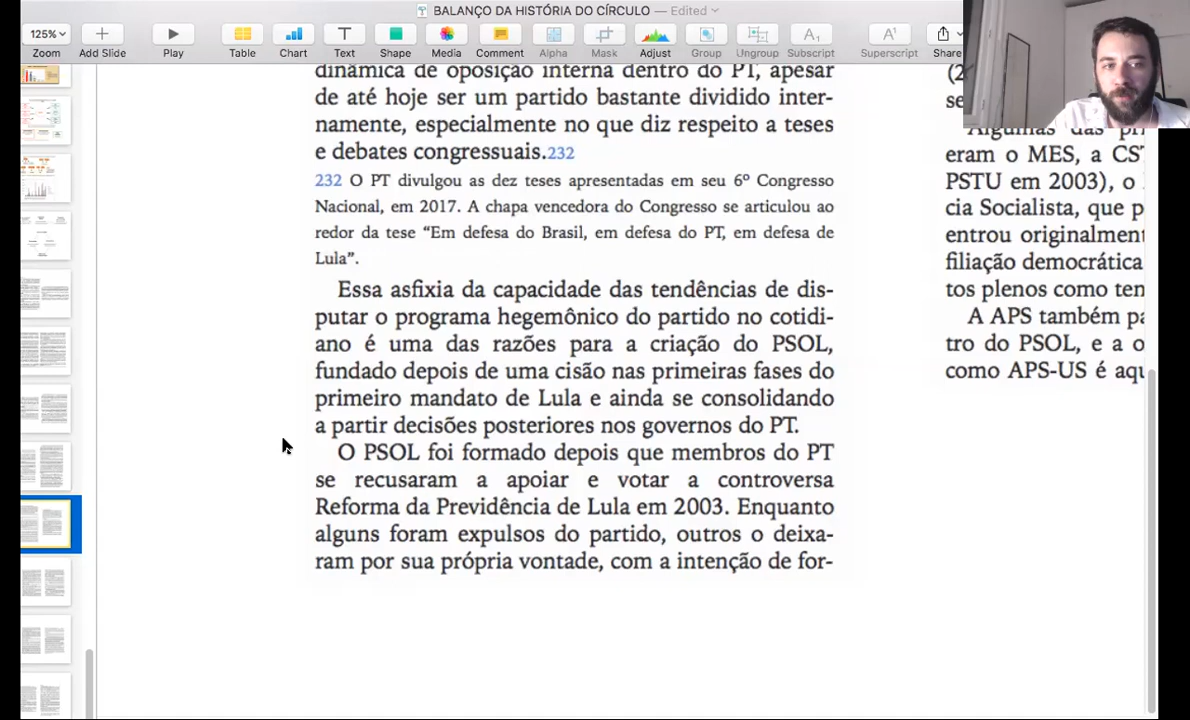 BALANÇO DA HISTÓRIA DO CÍRCULO — Edited
125%
Zoom
Add Slide
Play
Table
Chart
Text
Shape
Media
Comment
Alpha
Mask
Adjust
Group
Ungroup
Subscript
Superscript
Share
dinâmica de oposição interna dentro do PT, apesar
de até hoje ser um partido bastante dividido inter-
namente, especialmente no que diz respeito a teses
e debates congressuais.232
232 O PT divulgou as dez teses apresentadas em seu 6º Congresso
Nacional, em 2017. A chapa vencedora do Congresso se articulou ao
redor da tese “Em defesa do Brasil, em defesa do PT, em defesa de
Lula”.
Essa asfixia da capacidade das tendências de dis-
putar o programa hegemônico do partido no cotidi-
ano é uma das razões para a criação do PSOL,
fundado depois de uma cisão nas primeiras fases do
primeiro mandato de Lula e ainda se consolidando
a partir decisões posteriores nos governos do PT.
O PSOL foi formado depois que membros do PT
se recusaram a apoiar e votar a controversa
Reforma da Previdência de Lula em 2003. Enquanto
alguns foram expulsos do partido, outros o deixa-
ram por sua própria vontade, com a intenção de for-
(2
se
Algumas das pri
eram o MES, a CS
PSTU em 2003), o
cia Socialista, que p
entrou originalment
filiação democrática
tos plenos como ten
A APS também pa
tro do PSOL, e a o
como APS-US é aqu